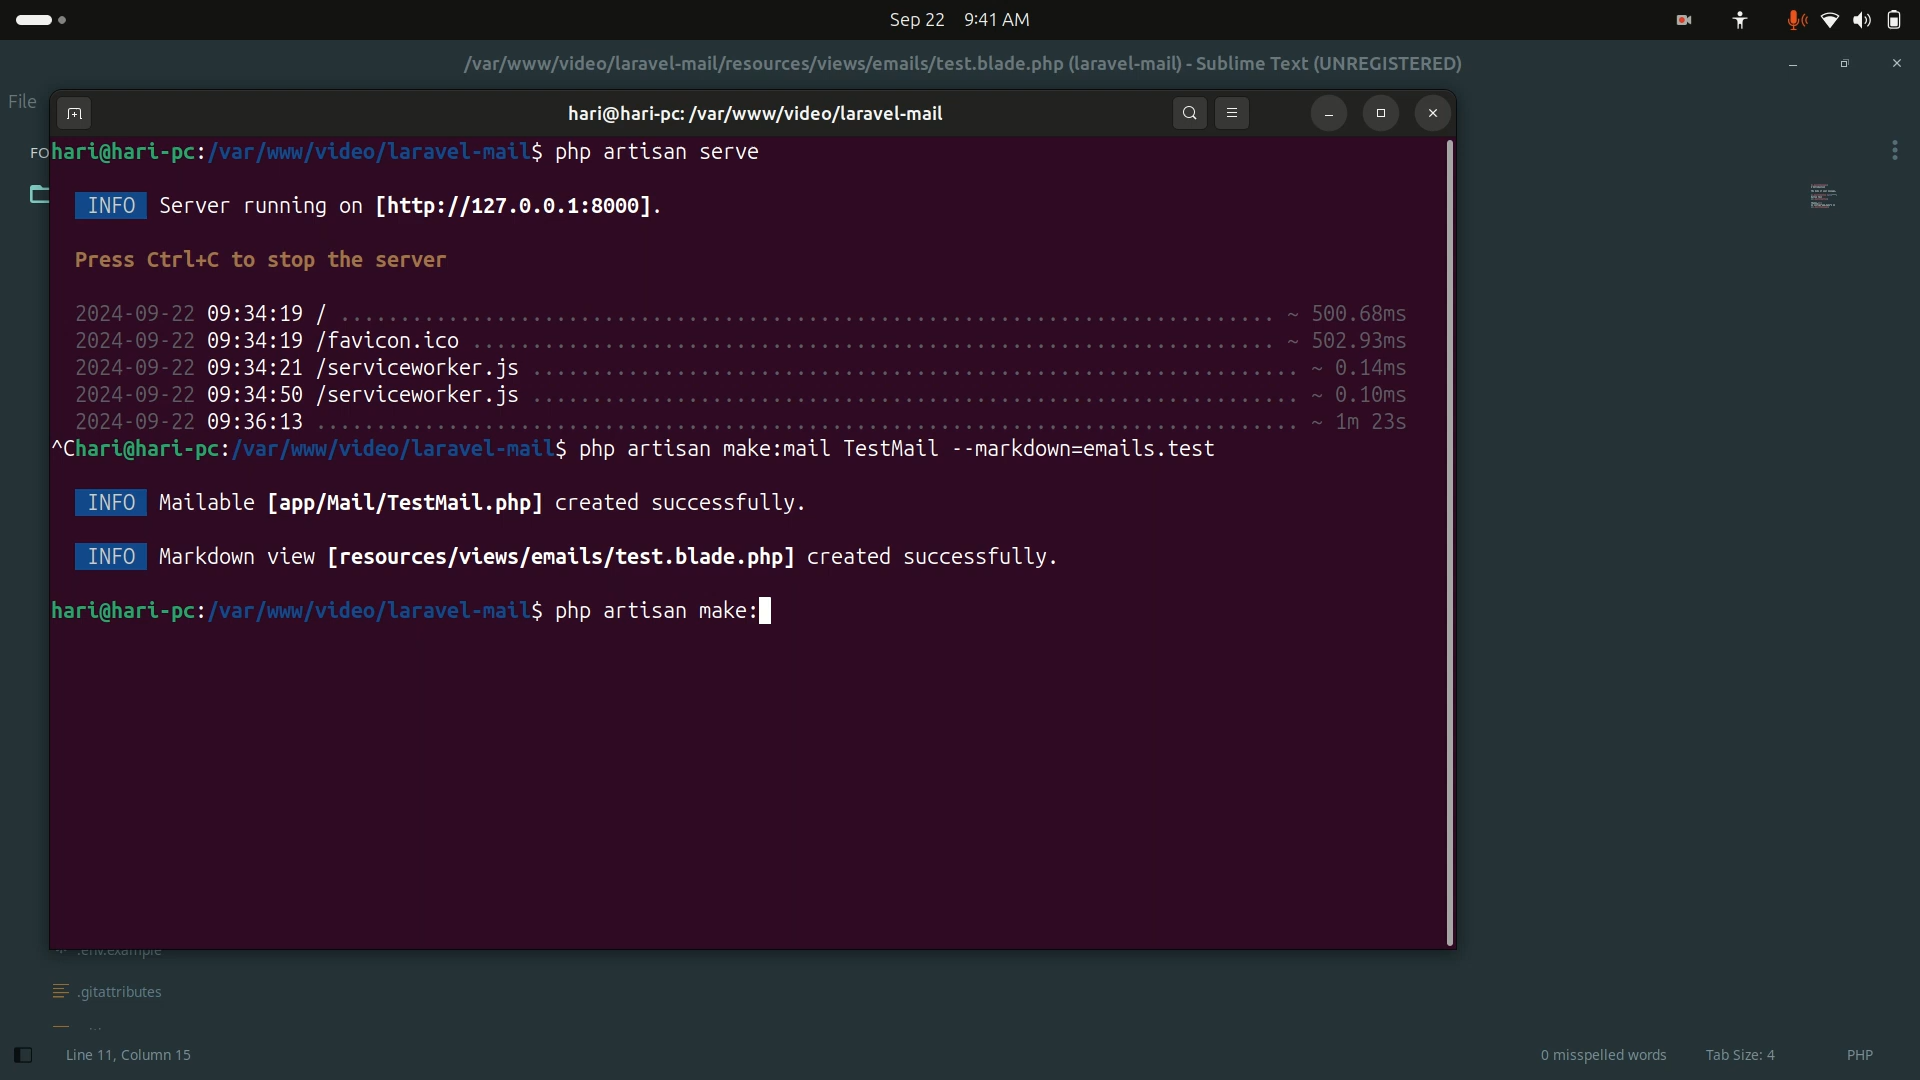 Sep 22 9:41 AM
/var/www/video/laravel-mail/resources/views/emails/test.blade.php (laravel-mail) - Sublime Text (UNREGISTERED)
File
hari@hari-pc: /var/www/video/laravel-mail
FO
hari@hari-pc:/var/www/video/laravel-mail$ php artisan serve
INFO Server running on [http://127.0.0.1:8000].
Press Ctrl+C to stop the server
2024-09-22 09:34:19 / .............................................................................. ~ 500.68ms
2024-09-22 09:34:19 /favicon.ico ................................................................... ~ 502.93ms
2024-09-22 09:34:21 /serviceworker.js ................................................................ ~ 0.14ms
2024-09-22 09:34:50 /serviceworker.js ................................................................ ~ 0.10ms
2024-09-22 09:36:13 .................................................................................. ~ 1m 23s
^Chari@hari-pc:/var/www/video/laravel-mail$ php artisan make:mail TestMail --markdown=emails.test
INFO Mailable [app/Mail/TestMail.php] created successfully.
INFO Markdown view [resources/views/emails/test.blade.php] created successfully.
hari@hari-pc:/var/www/video/laravel-mail$ php artisan make:
.env.example
.gitattributes
Line 11, Column 15
0 misspelled words
Tab Size: 4
PHP